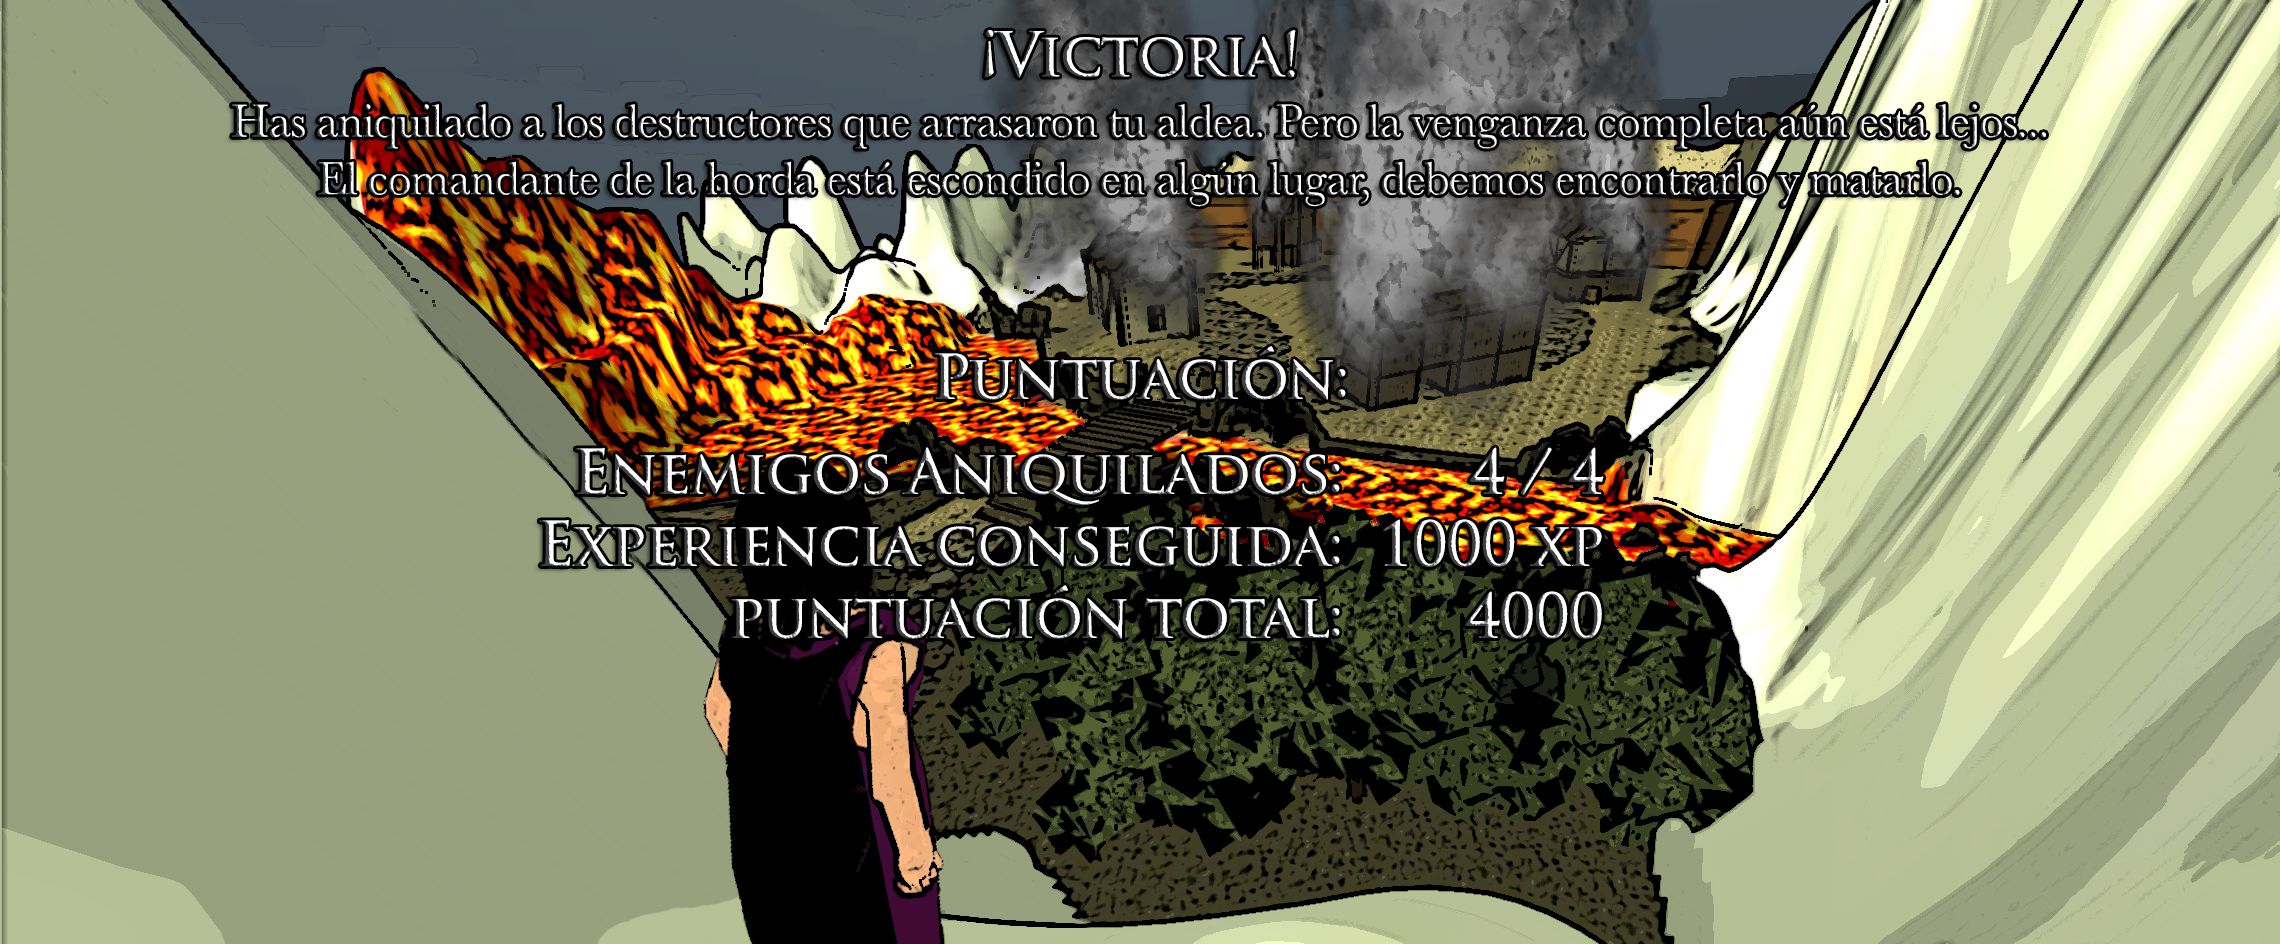 ¡Victoria!
Has aniquilado a los destructores que arrasaron tu aldea. Pero la venganza completa aún está lejos...
El comandante de la horda está escondido en algún lugar, debemos encontrarlo y matarlo.
Puntuación:
Enemigos Aniquilados: 4 / 4
Experiencia conseguida: 1000 xp
puntuación total: 4000